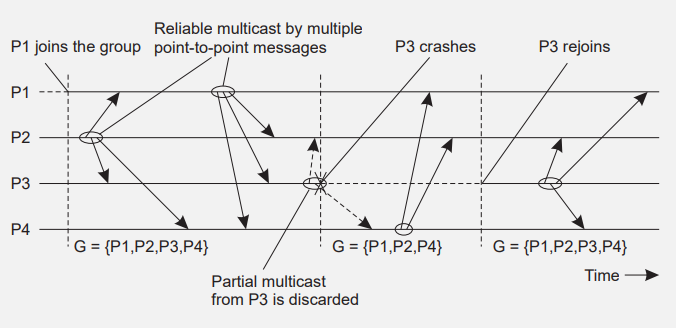 Reliable multicast by multiple
P1 joins the group
point-to-point messages
P3 crashes
P3 rejoins
P1
P2
P3
P4
G = {P1,P2,P3,P4}
G = {P1,P2,P4}
G = {P1,P2,P3,P4}
Partial multicast
from P3 is discarded
Time